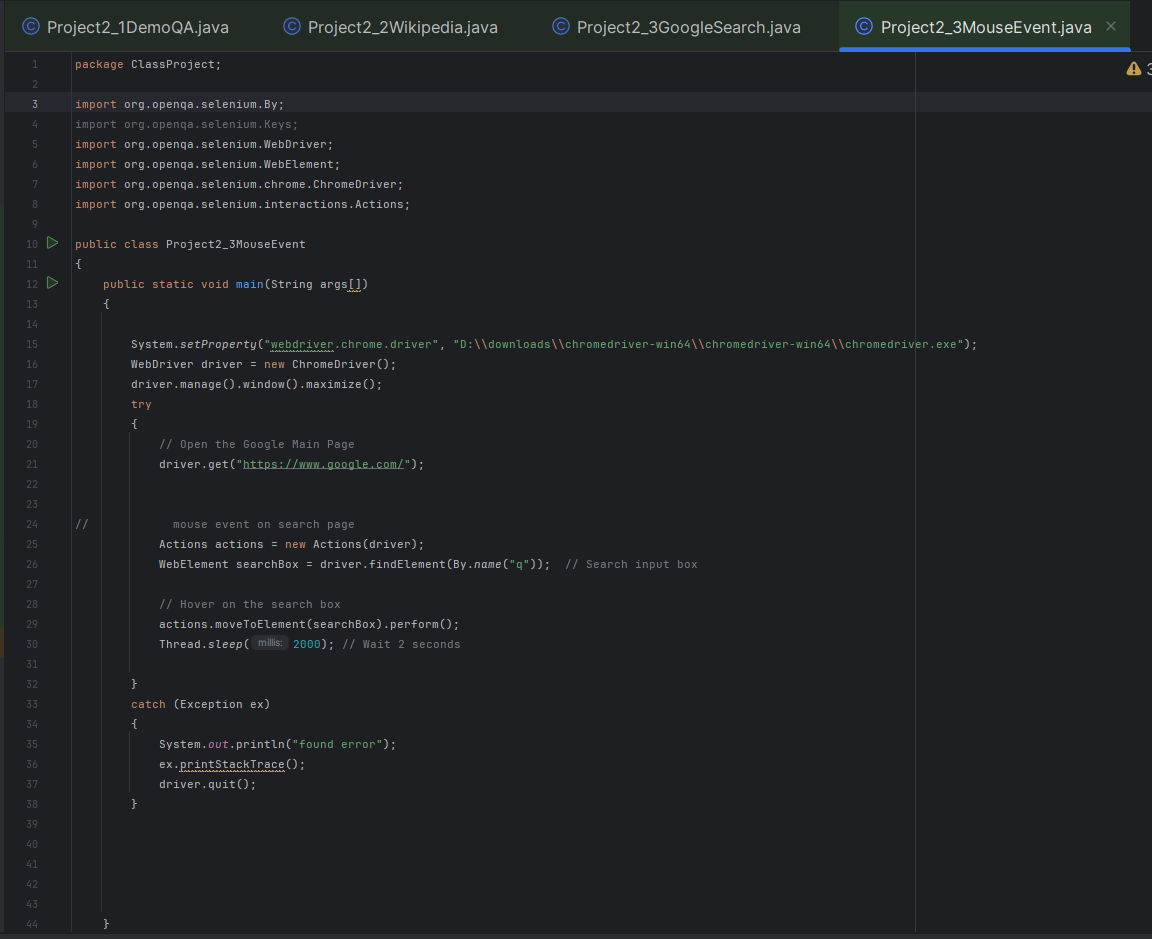 Project2_1DemoQA.java Project2_2Wikipedia.java Project2_3GoogleSearch.java Project2_3MouseEvent.java
1 package ClassProject;
2
3 import org.openqa.selenium.By;
4 import org.openqa.selenium.Keys;
5 import org.openqa.selenium.WebDriver;
6 import org.openqa.selenium.WebElement;
7 import org.openqa.selenium.chrome.ChromeDriver;
8 import org.openqa.selenium.interactions.Actions;
9
10 public class Project2_3MouseEvent
11 {
12 public static void main(String args[])
13 {
14
15 System.setProperty("webdriver.chrome.driver", "D:\\downloads\\chromedriver-win64\\chromedriver-win64\\chromedriver.exe");
16 WebDriver driver = new ChromeDriver();
17 driver.manage().window().maximize();
18 try
19 {
20 // Open the Google Main Page
21 driver.get("https://www.google.com/");
22
23
24 // mouse event on search page
25 Actions actions = new Actions(driver);
26 WebElement searchBox = driver.findElement(By.name("q")); // Search input box
27
28 // Hover on the search box
29 actions.moveToElement(searchBox).perform();
30 Thread.sleep( millis: 2000); // Wait 2 seconds
31
32 }
33 catch (Exception ex)
34 {
35 System.out.println("found error");
36 ex.printStackTrace();
37 driver.quit();
38 }
39
40
41
42
43
44 }